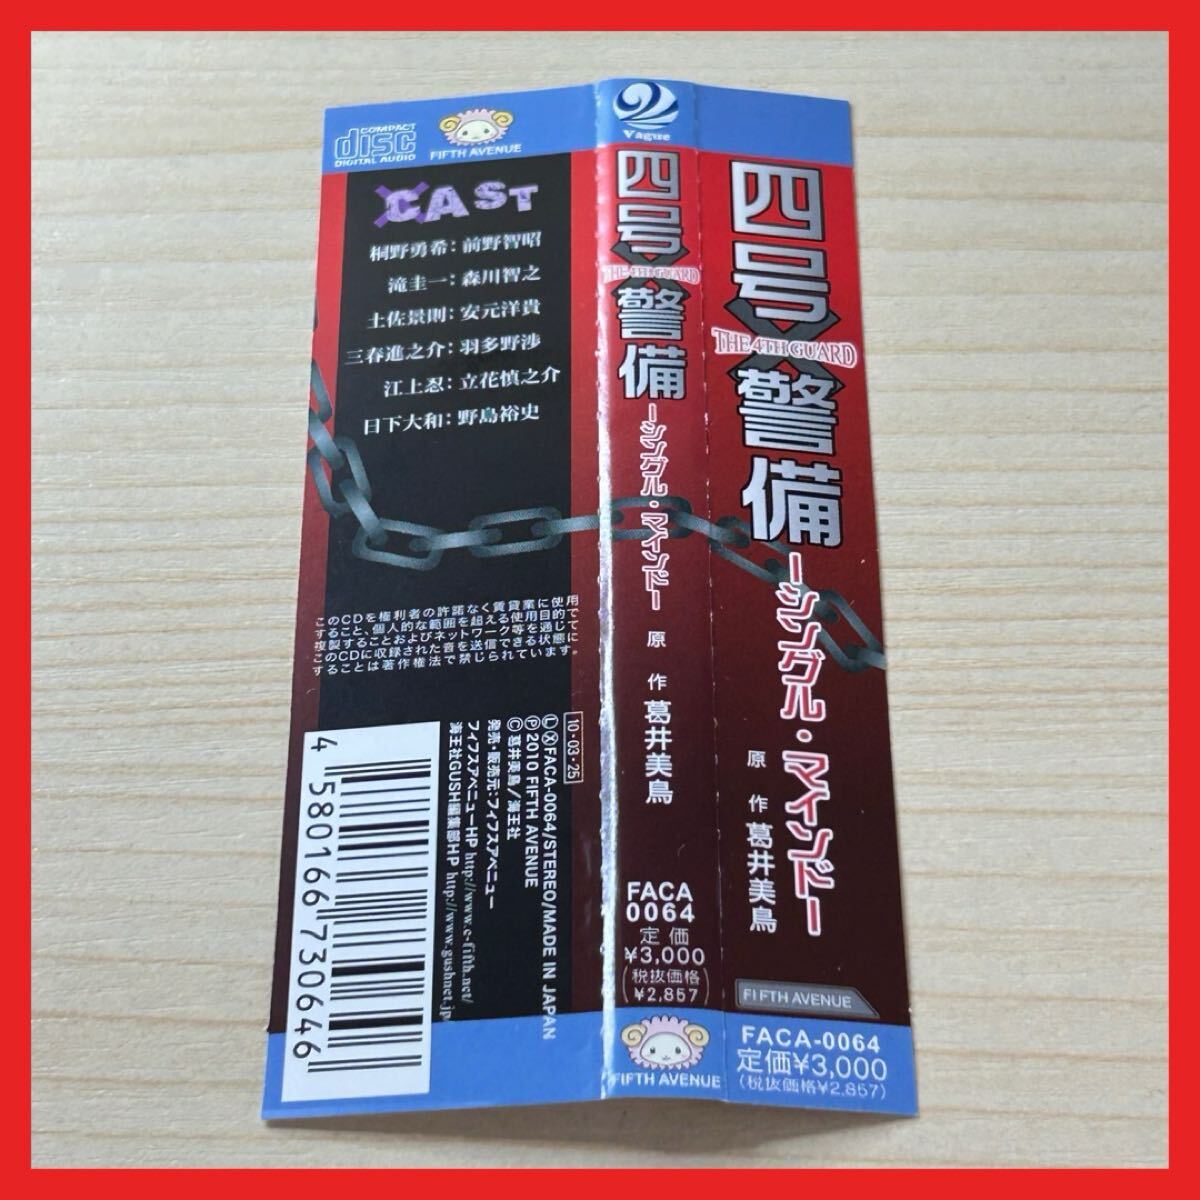 COMPACT
disc
DIGITAL AUDIO
FIFTH AVENUE
CAST
桐野勇希：前野智昭
滝圭一：森川智之
土佐景則：安元洋貴
三春進之介：羽多野渉
江上忍：立花慎之介
日下大和：野島裕史
このCDを権利者の許諾なく賃貸業に使用
すること、個人的な範囲を超える使用目的で
複製することおよびネットワーク等を通じて
このCDに収録された音を送信できる状態に
することは著作権法で禁じられています。
10・03・25
Ⓛ Ⓧ FACA-0064/STEREO/MADE IN JAPAN
Ⓟ 2010 FIFTH AVENUE
Ⓒ葛井美鳥/海王社
発売・販売元：フィフスアベニュー
フィフスアベニューHP http://www.e-fifth.net/
海王社GUSH編集部HP http://www.gushnet.jp/
4 580166 730646
Vague
四号
THE 4TH GUARD
警備
ーシングル・マインドー
原作 葛井美鳥
FACA
0064
定価
¥3,000
(税抜価格
¥2,857)
FIFTH AVENUE
四号
THE 4TH GUARD
警備
ーシングル・マインドー
原作 葛井美鳥
FIFTH AVENUE
FACA-0064
定価¥3,000
(税抜価格¥2,857)